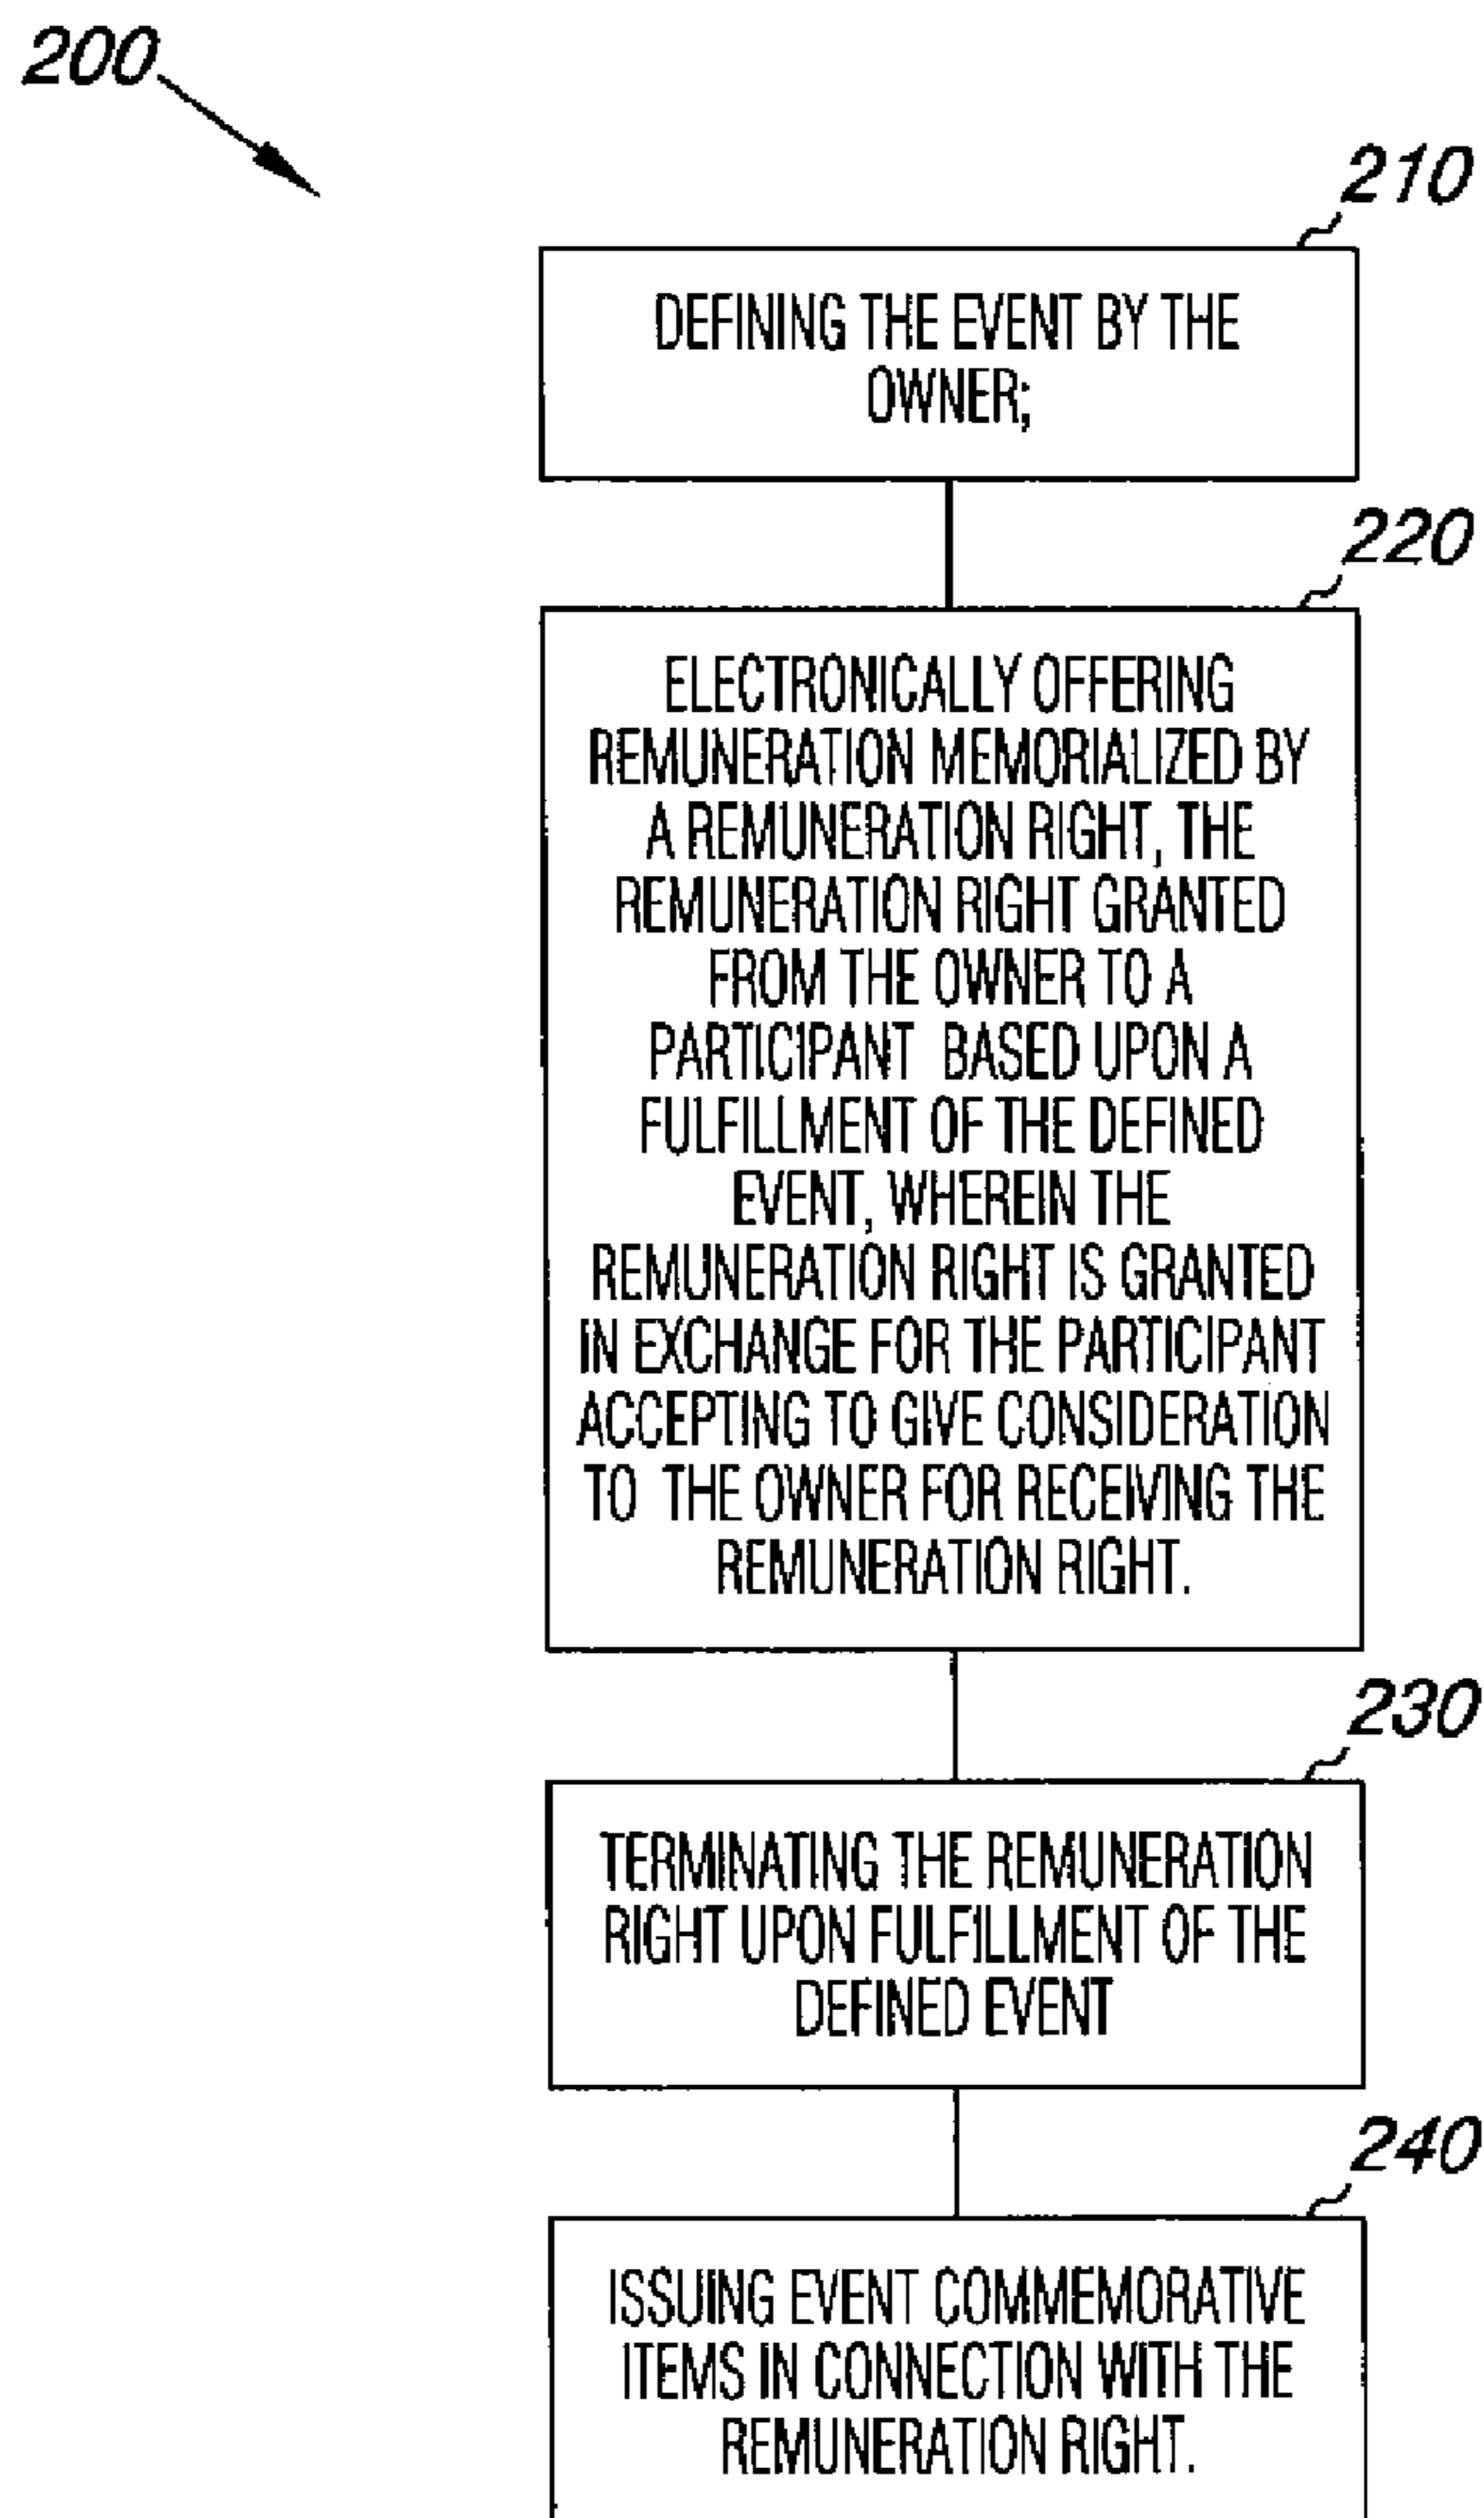 200
210
DEFINING THE EVENT BY THE
OWNER;
220
ELECTRONICALLY OFFERING
REMUNERATION MEMORIALIZED BY
A REMUNERATION RIGHT, THE
REMUNERATION RIGHT GRANTED
FROM THE OWNER TO A
PARTICIPANT BASED UPON A
FULFILLMENT OF THE DEFINED
EVENT, WHEREIN THE
REMUNERATION RIGHT IS GRANTED
IN EXCHANGE FOR THE PARTICIPANT
ACCEPTING TO GIVE CONSIDERATION
TO THE OWNER FOR RECEIVING THE
REMUNERATION RIGHT.
230
TERMINATING THE REMUNERATION
RIGHT UPON FULFILLMENT OF THE
DEFINED EVENT
240
ISSUING EVENT COMMEMORATIVE
ITEMS IN CONNECTION WITH THE
REMUNERATION RIGHT.